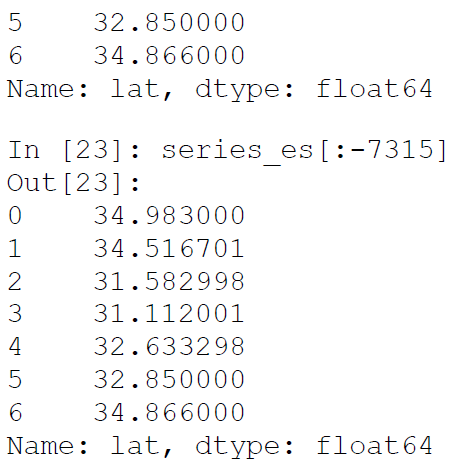 5    32.850000
6    34.866000
Name: lat, dtype: float64

In [23]: series_es[:-7315]
Out[23]:
0    34.983000
1    34.516701
2    31.582998
3    31.112001
4    32.633298
5    32.850000
6    34.866000
Name: lat, dtype: float64